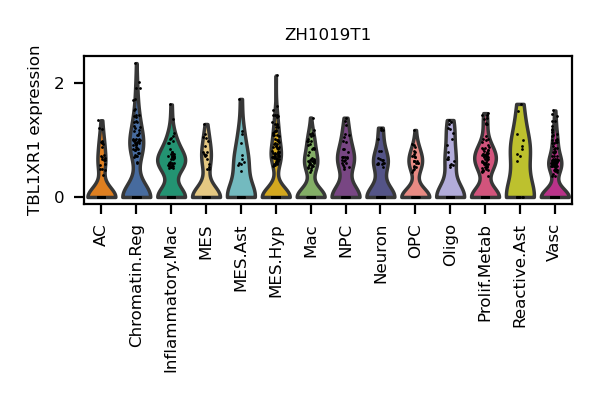 ZH1019T1
TBL1XR1 expression
2
0
AC
Chromatin.Reg
Inflammatory.Mac
MES
MES.Ast
MES.Hyp
Mac
NPC
Neuron
OPC
Oligo
Prolif.Metab
Reactive.Ast
Vasc